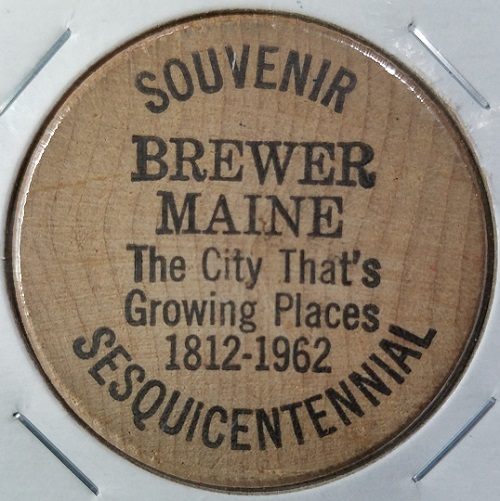 SOUVENIR
BREWER
MAINE
The City That's
Growing Places
1812-1962
SESQUICENTENNIAL